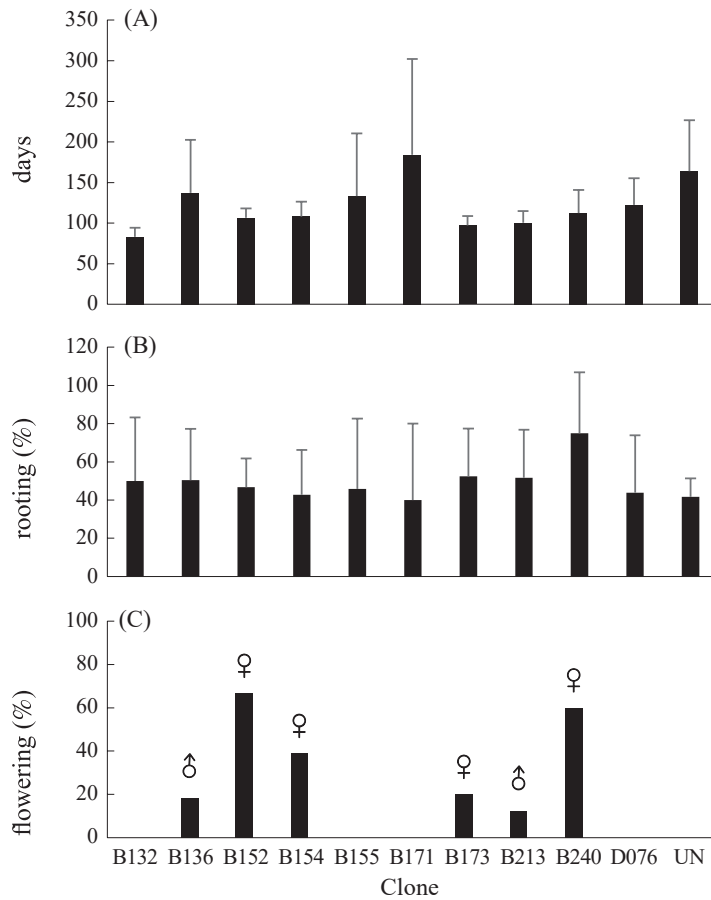 (A)
350
300
250
200
150
100
50
0
days
(B)
120
100
80
60
40
20
0
rooting (%)
(C)
100
80
60
40
20
0
flowering (%)
♂ ♀ ♀ ♀ ♂ ♀
B132 B136 B152 B154 B155 B171 B173 B213 B240 D076 UN
Clone